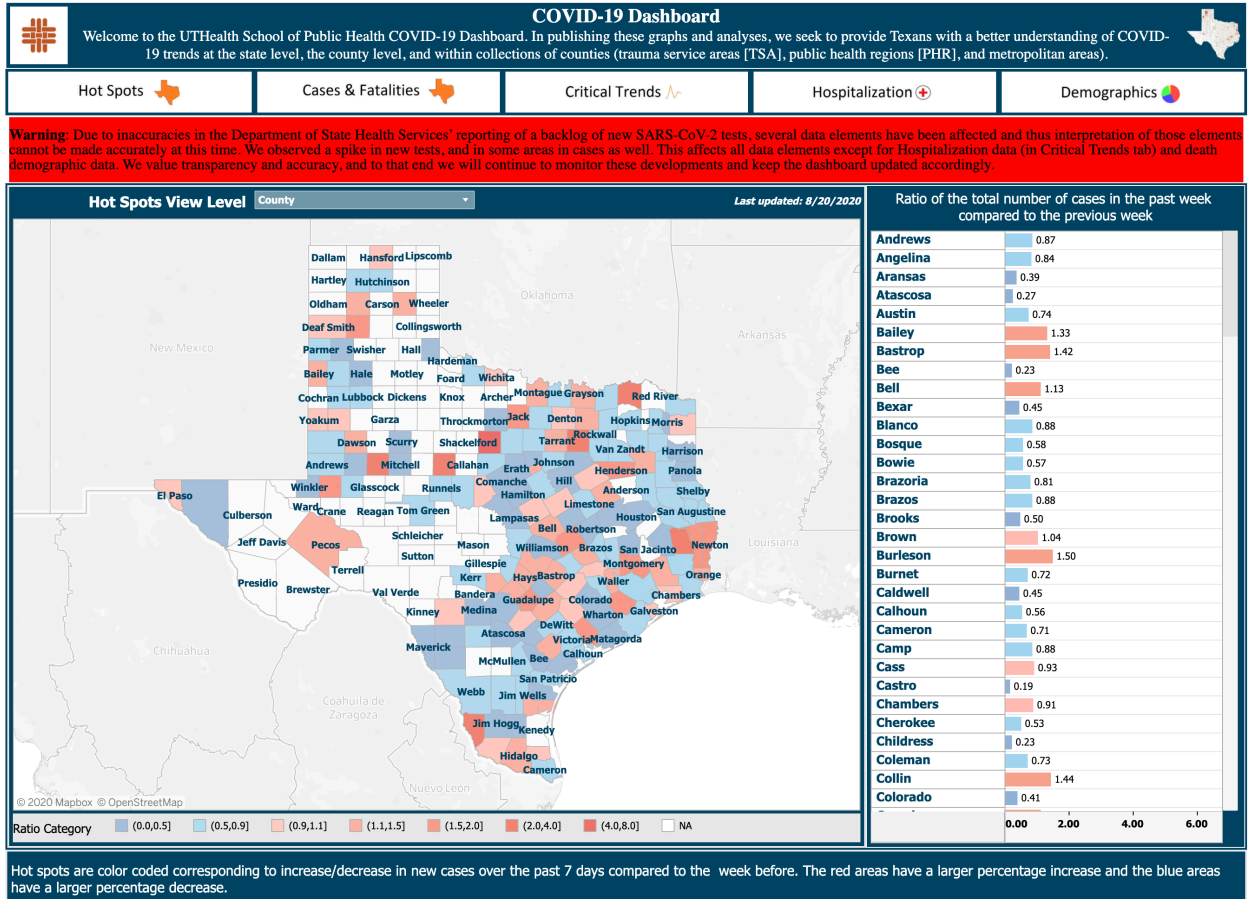 COVID-19 Dashboard
Welcome to the UTHealth School of Public Health COVID-19 Dashboard. In publishing these graphs and analyses, we seek to provide Texans with a better understanding of COVID-
19 trends at the state level, the county level, and within collections of counties (trauma service areas [TSA], public health regions [PHR], and metropolitan areas).
Hot Spots
Cases & Fatalities
Critical Trends
Hospitalization
Demographics
Warning: Due to inaccuracies in the Department of State Health Services' reporting of a backlog of new SARS-CoV-2 tests, several data elements have been affected and thus interpretation of those elements
cannot be made accurately at this time. We observed a spike in new tests, and in some areas in cases as well. This affects all data elements except for Hospitalization data (in Critical Trends tab) and death
demographic data. We value transparency and accuracy, and to that end we will continue to monitor these developments and keep the dashboard updated accordingly.
Hot Spots View Level County
Last updated: 8/20/2020
Dallam Hansford Lipscomb
Hartley Hutchinson
Oklahoma
Oldham Carson Wheeler
Deaf Smith Collingsworth
Arkansas
New Mexico
Parmer Swisher Hall
Hardeman
Bailey Hale Motley Foard Wichita
Cochran Lubbock Dickens Knox Archer Montague Grayson Red River
Yoakum Garza Throckmorton Jack Denton Hopkins Morris
Dawson Scurry Shackelford Tarrant Rockwall
Van Zandt Harrison
Andrews Mitchell Callahan Erath Johnson Henderson Panola
Winkler Glasscock Runnels Comanche Hill Anderson Shelby
El Paso Hamilton
Culberson Ward Crane Reagan Tom Green Limestone San Augustine
Lampasas Houston
Jeff Davis Pecos Schleicher Bell Robertson
Sutton Mason Williamson Brazos San Jacinto Newton
Louisiana
Terrell Gillespie Montgomery
Presidio Brewster Kerr Hays Bastrop Waller Orange
Val Verde Bandera Guadalupe Colorado Chambers
Kinney Medina Wharton Galveston
Atascosa DeWitt
Maverick Victoria Matagorda
Chihuahua
McMullen Bee Calhoun
San Patricio
Webb Jim Wells
Coahuila de
Zaragoza
Jim Hogg Kenedy
Hidalgo
Cameron
Nuevo León
© 2020 Mapbox © OpenStreetMap
Ratio Category (0.0,0.5] (0.5,0.9] (0.9,1.1] (1.1,1.5] (1.5,2.0] (2.0,4.0] (4.0,8.0] NA
Ratio of the total number of cases in the past week
compared to the previous week
Andrews 0.87
Angelina 0.84
Aransas 0.39
Atascosa 0.27
Austin 0.74
Bailey 1.33
Bastrop 1.42
Bee 0.23
Bell 1.13
Bexar 0.45
Blanco 0.88
Bosque 0.58
Bowie 0.57
Brazoria 0.81
Brazos 0.88
Brooks 0.50
Brown 1.04
Burleson 1.50
Burnet 0.72
Caldwell 0.45
Calhoun 0.56
Cameron 0.71
Camp 0.88
Cass 0.93
Castro 0.19
Chambers 0.91
Cherokee 0.53
Childress 0.23
Coleman 0.73
Collin 1.44
Colorado 0.41
0.00 2.00 4.00 6.00
Hot spots are color coded corresponding to increase/decrease in new cases over the past 7 days compared to the week before. The red areas have a larger percentage increase and the blue areas
have a larger percentage decrease.